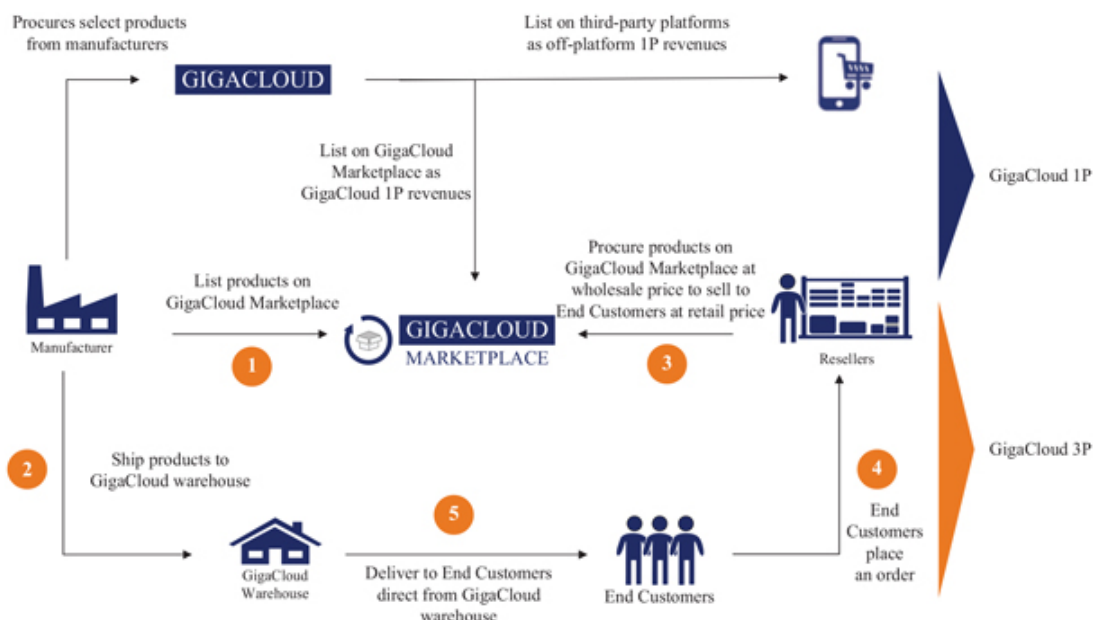 Procures select products
from manufacturers
GIGACLOUD
List on third-party platforms
as off-platform 1P revenues
List on GigaCloud
Marketplace as
GigaCloud 1P revenues
GigaCloud 1P
List products on
GigaCloud Marketplace
Procure products on
GigaCloud Marketplace at
wholesale price to sell to
End Customers at retail price
Manufacturer
1
GIGACLOUD
MARKETPLACE
3
Resellers
2
Ship products to
GigaCloud warehouse
GigaCloud 3P
4
End
Customers
place
an order
5
GigaCloud
Warehouse
Deliver to End Customers
direct from GigaCloud
warehouse
End Customers